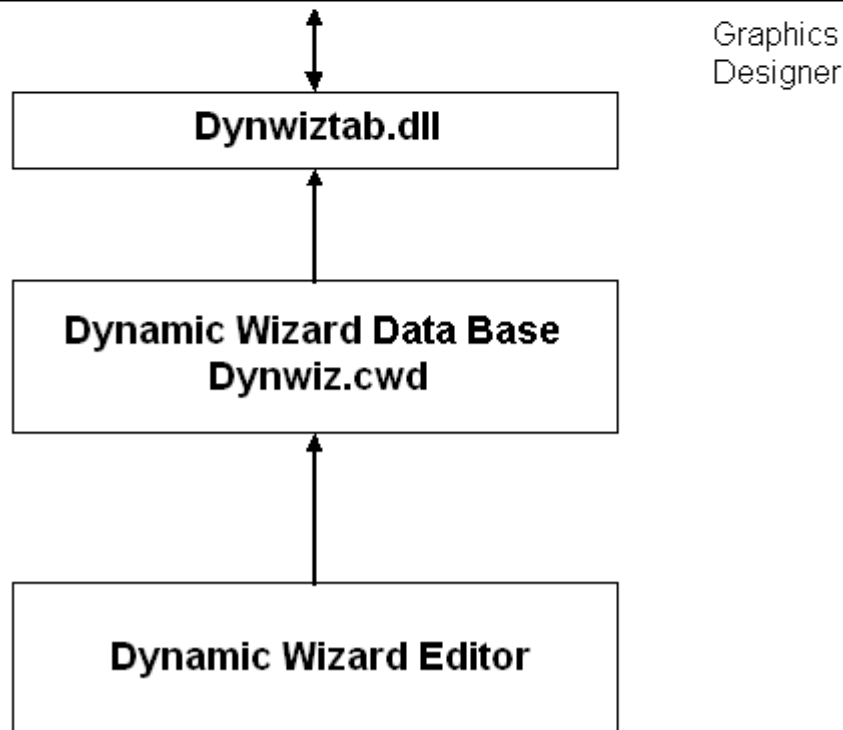 Graphics
Designer
Dynwiztab.dll
Dynamic Wizard Data Base
Dynwiz.cwd
Dynamic Wizard Editor